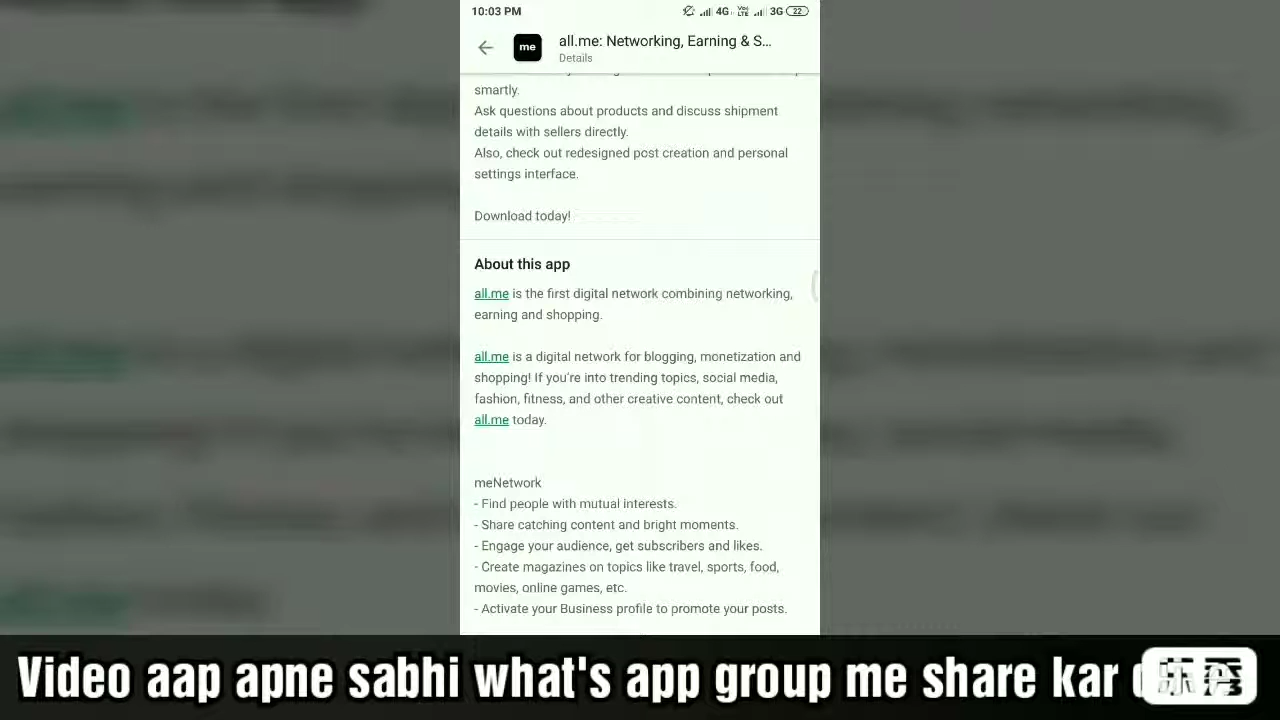 10:03 PM 4G VoLTE 3G 22
me
all.me: Networking, Earning & S...
Details
smartly.
Ask questions about products and discuss shipment
details with sellers directly.
Also, check out redesigned post creation and personal
settings interface.
Download today!
About this app
all.me is the first digital network combining networking,
earning and shopping.
all.me is a digital network for blogging, monetization and
shopping! If you're into trending topics, social media,
fashion, fitness, and other creative content, check out
all.me today.
meNetwork
- Find people with mutual interests.
- Share catching content and bright moments.
- Engage your audience, get subscribers and likes.
- Create magazines on topics like travel, sports, food,
movies, online games, etc.
- Activate your Business profile to promote your posts.
Video aap apne sabhi what's app group me share kar